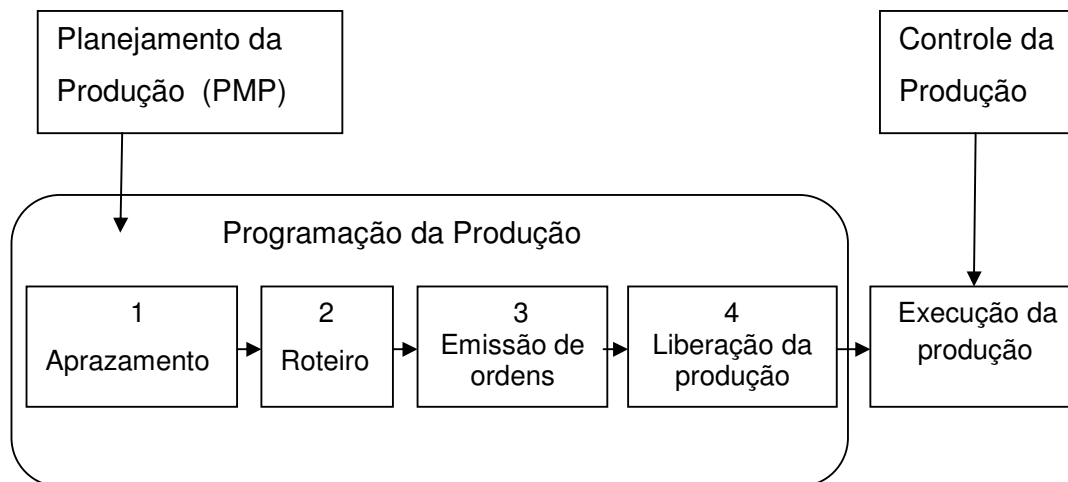 Planejamento da
Produção (PMP)
Controle da
Produção
Programação da Produção
1
Aprazamento
2
Roteiro
3
Emissão de
ordens
4
Liberação da
produção
Execução da
produção